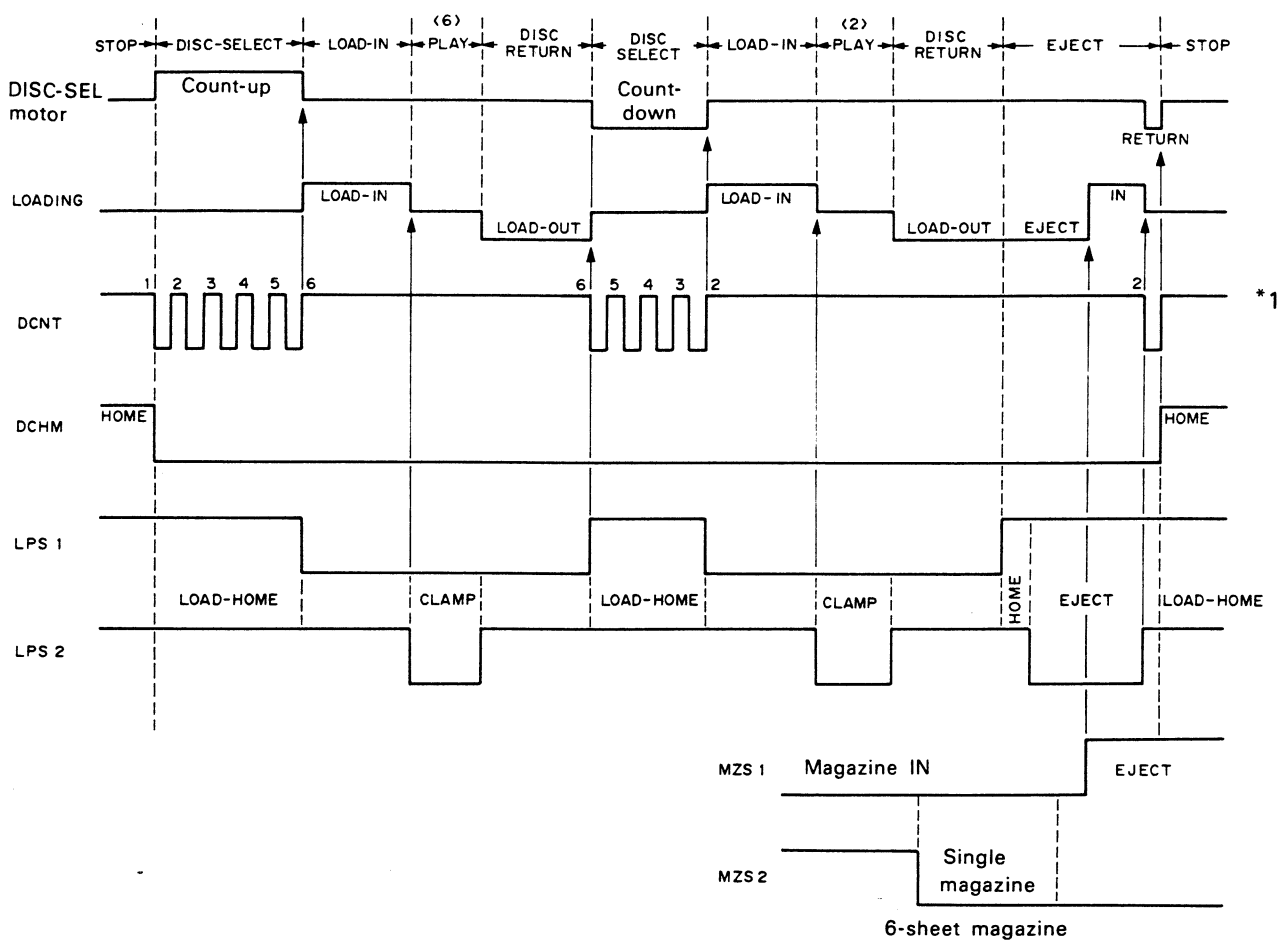 STOP DISC-SELECT LOAD-IN <6> PLAY DISC RETURN DISC SELECT LOAD-IN <2> PLAY DISC RETURN EJECT STOP
DISC-SEL motor
Count-up
Count-down
RETURN
LOADING
LOAD-IN
LOAD-OUT
LOAD-IN
LOAD-OUT
EJECT
IN
DCNT
1 2 3 4 5 6 6 5 4 3 2 2
*1
DCHM
HOME
HOME
LPS 1
LOAD-HOME
CLAMP
LOAD-HOME
CLAMP
HOME
EJECT
LOAD-HOME
LPS 2
MZS 1
Magazine IN
EJECT
MZS 2
Single
magazine
6-sheet magazine